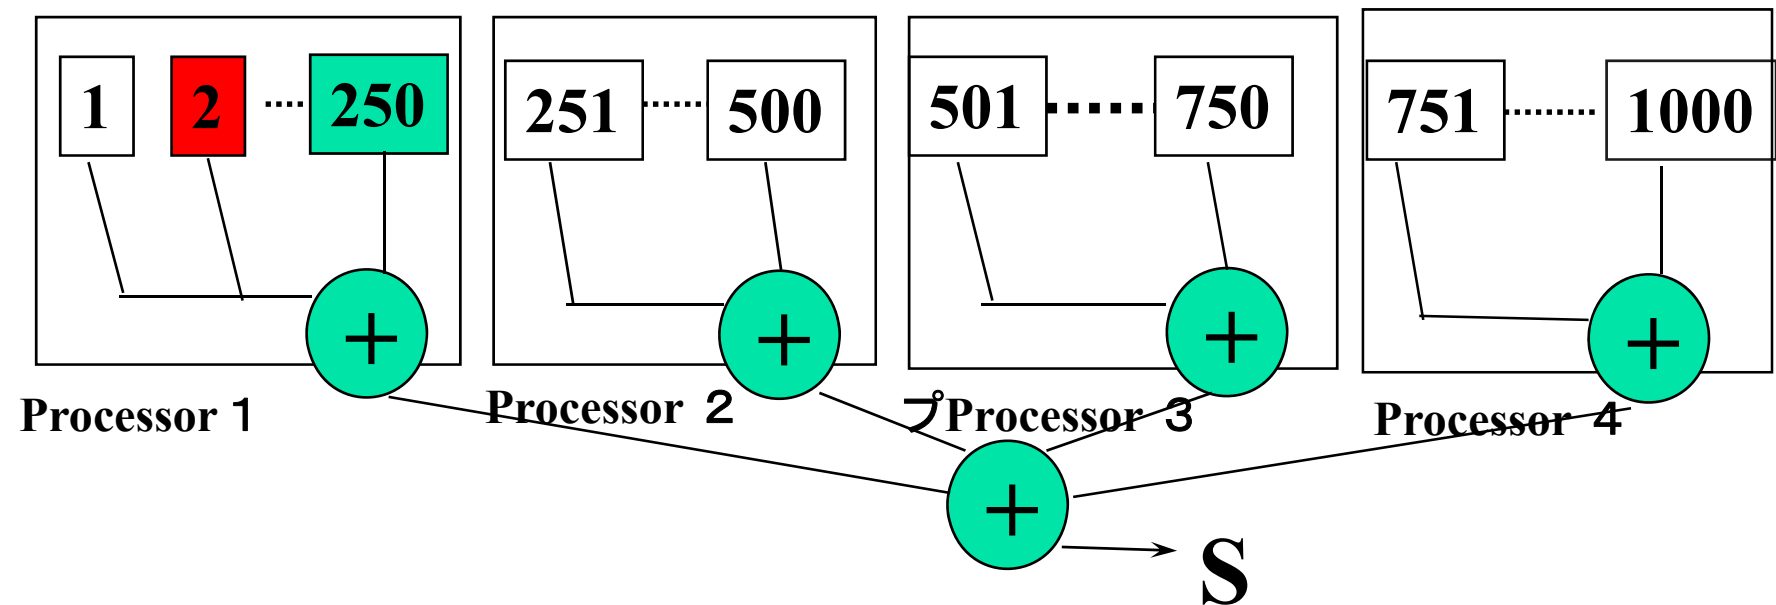 1 2 ...... 250
251 ........ 500
501 ....... 750
751 ......... 1000
+ + + +
Processor 1
Processor 2
プProcessor 3
Processor 4
+
S